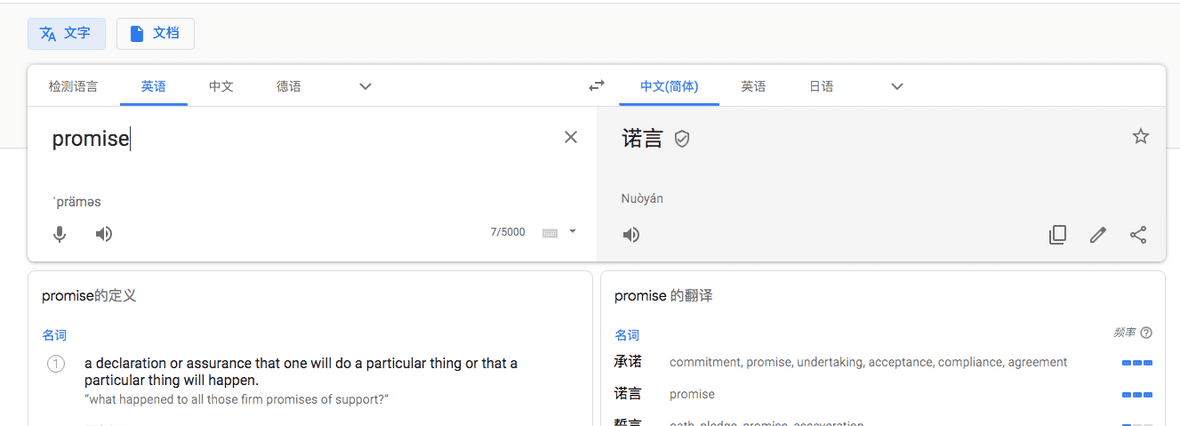 文字 文档
检测语言 英语 中文 德语
中文(简体) 英语 日语
promise
ˈpräməs
7/5000
诺言
Nuòyán
promise的定义
名词
1 a declaration or assurance that one will do a particular thing or that a
particular thing will happen.
“what happened to all those firm promises of support?”
promise 的翻译
名词 频率
承诺 commitment, promise, undertaking, acceptance, compliance, agreement
诺言 promise
誓言 oath, pledge, promise, asseveration